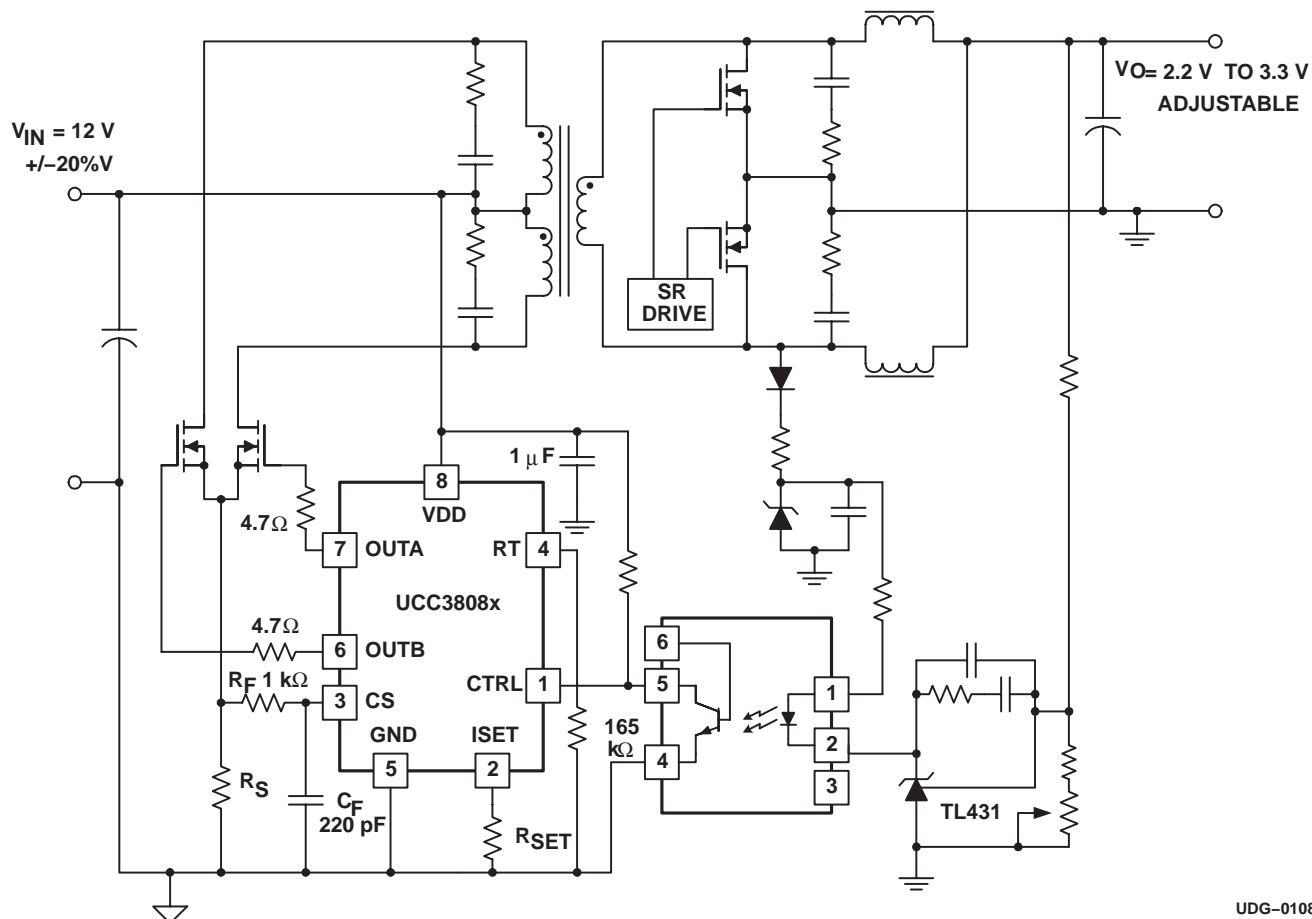 VO= 2.2 V TO 3.3 V
ADJUSTABLE
VIN = 12 V
+/−20%V
SR
DRIVE
1 μF
8
VDD
4.7Ω
7
OUTA
RT
4
UCC3808x
4.7Ω
6
OUTB
RF 1 kΩ
3
CS
CTRL
1
GND
5
ISET
2
RS
CF
220 pF
RSET
165
kΩ
6
5
4
1
2
3
TL431
UDG−0108